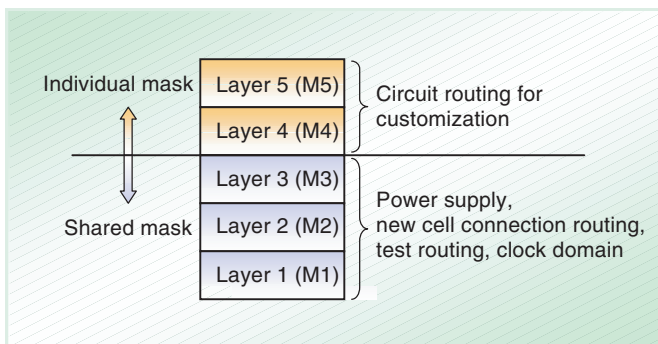 Individual mask
Shared mask
Layer 5 (M5)
Layer 4 (M4)
Layer 3 (M3)
Layer 2 (M2)
Layer 1 (M1)
Circuit routing for
customization
Power supply,
new cell connection routing,
test routing, clock domain